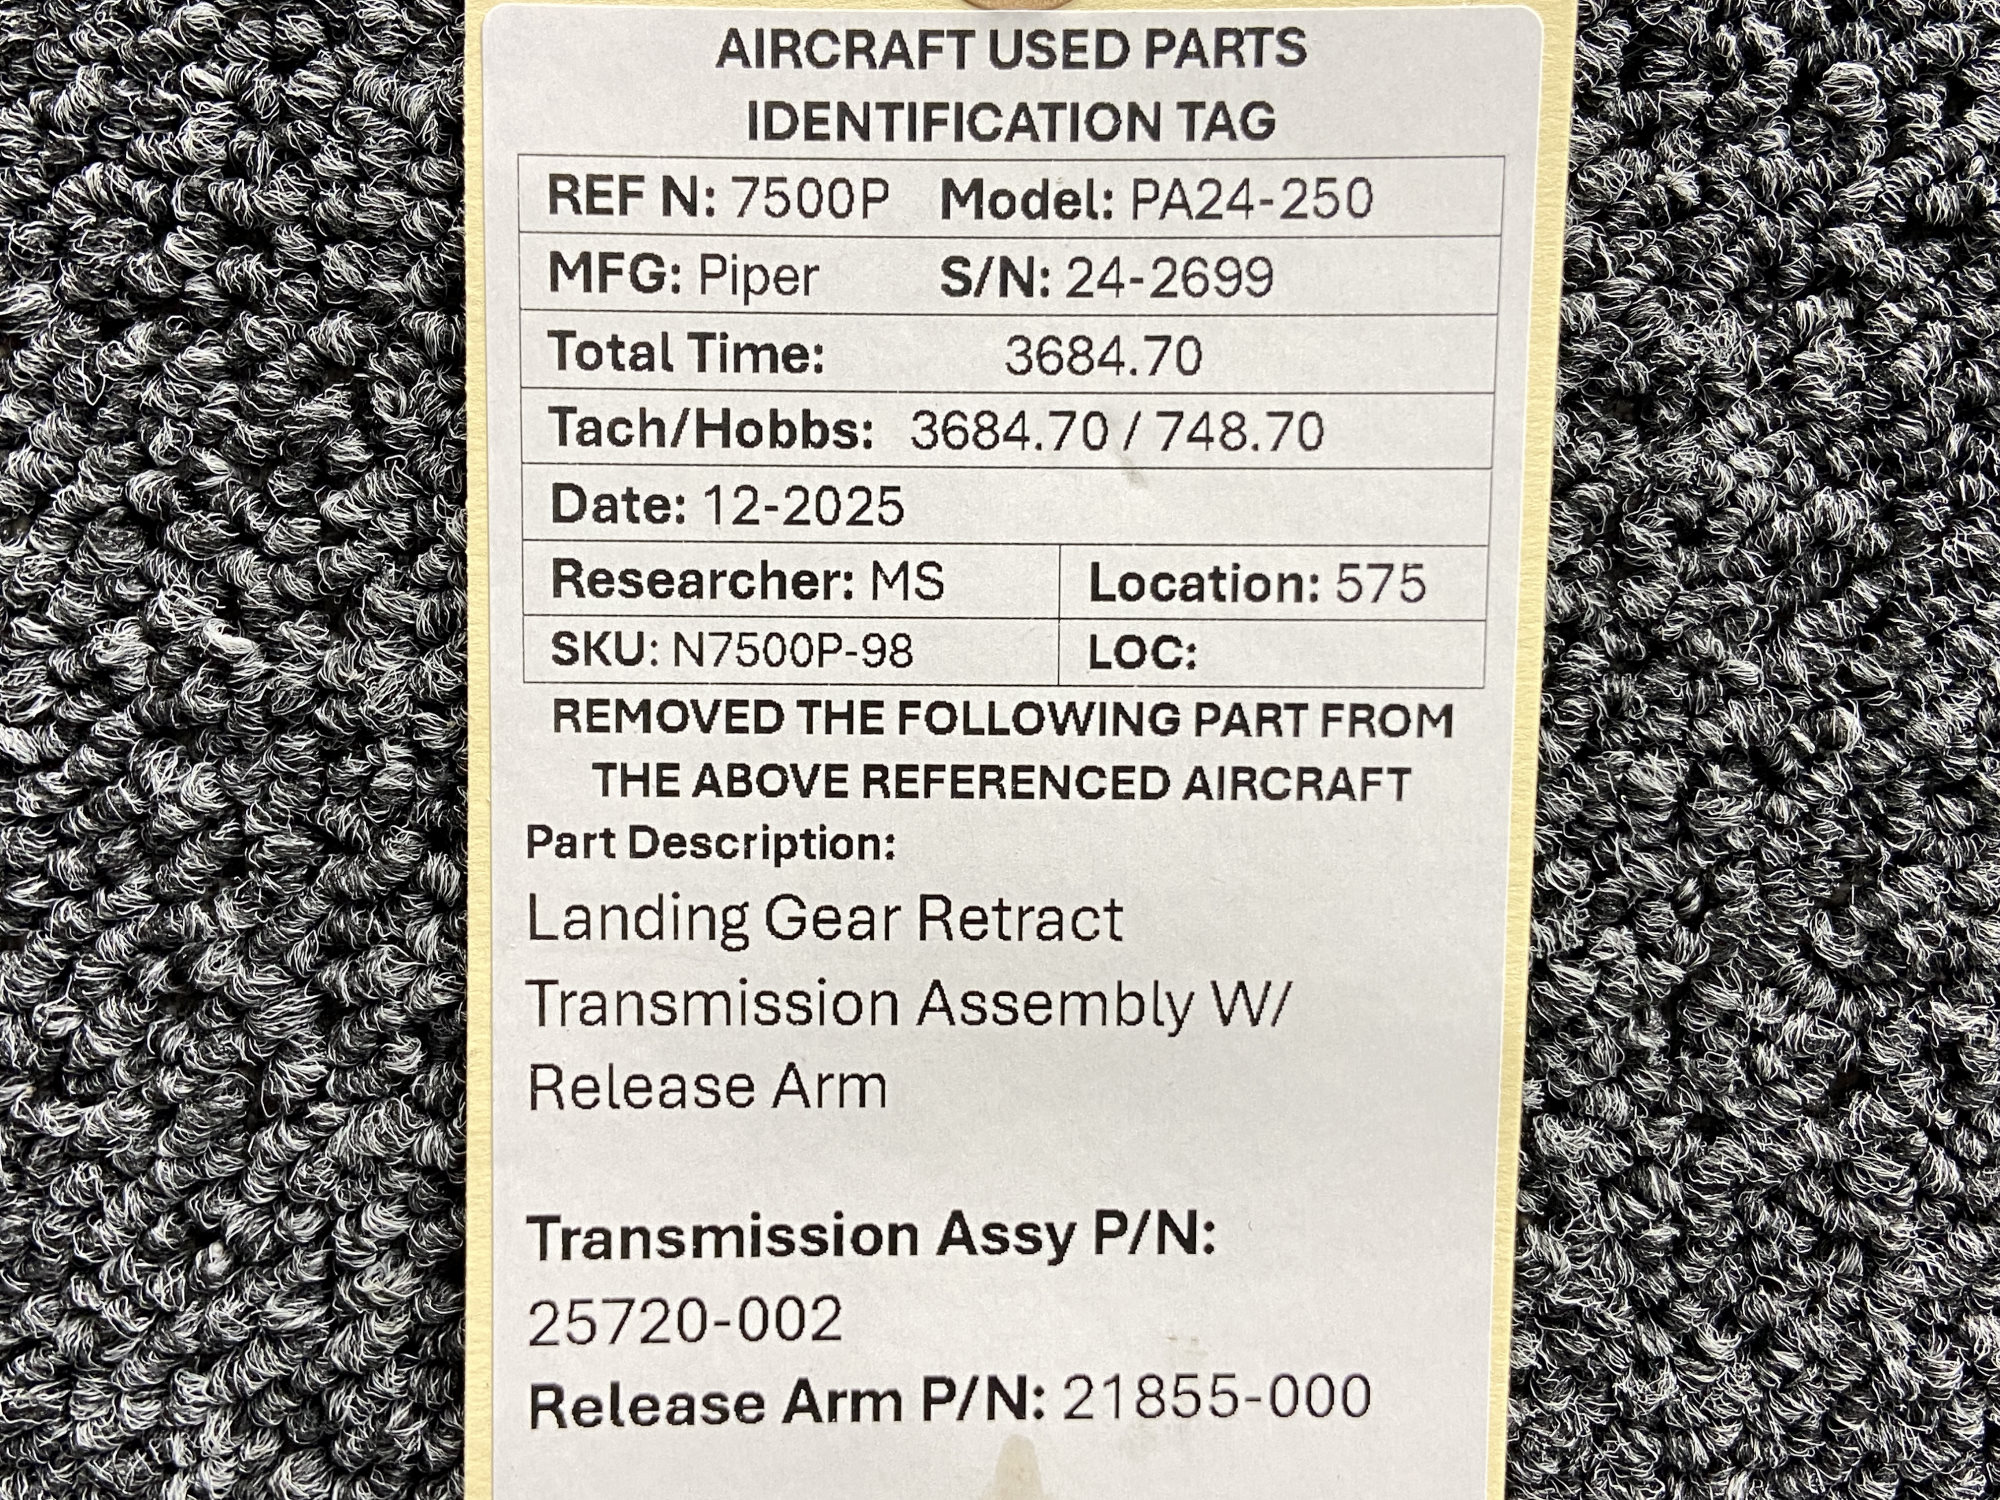 AIRCRAFT USED PARTS
IDENTIFICATION TAG
REF N: 7500P Model: PA24-250
MFG: Piper S/N: 24-2699
Total Time: 3684.70
Tach/Hobbs: 3684.70 / 748.70
Date: 12-2025
Researcher: MS Location: 575
SKU: N7500P-98 LOC:
REMOVED THE FOLLOWING PART FROM
THE ABOVE REFERENCED AIRCRAFT
Part Description:
Landing Gear Retract
Transmission Assembly W/
Release Arm
Transmission Assy P/N:
25720-002
Release Arm P/N: 21855-000